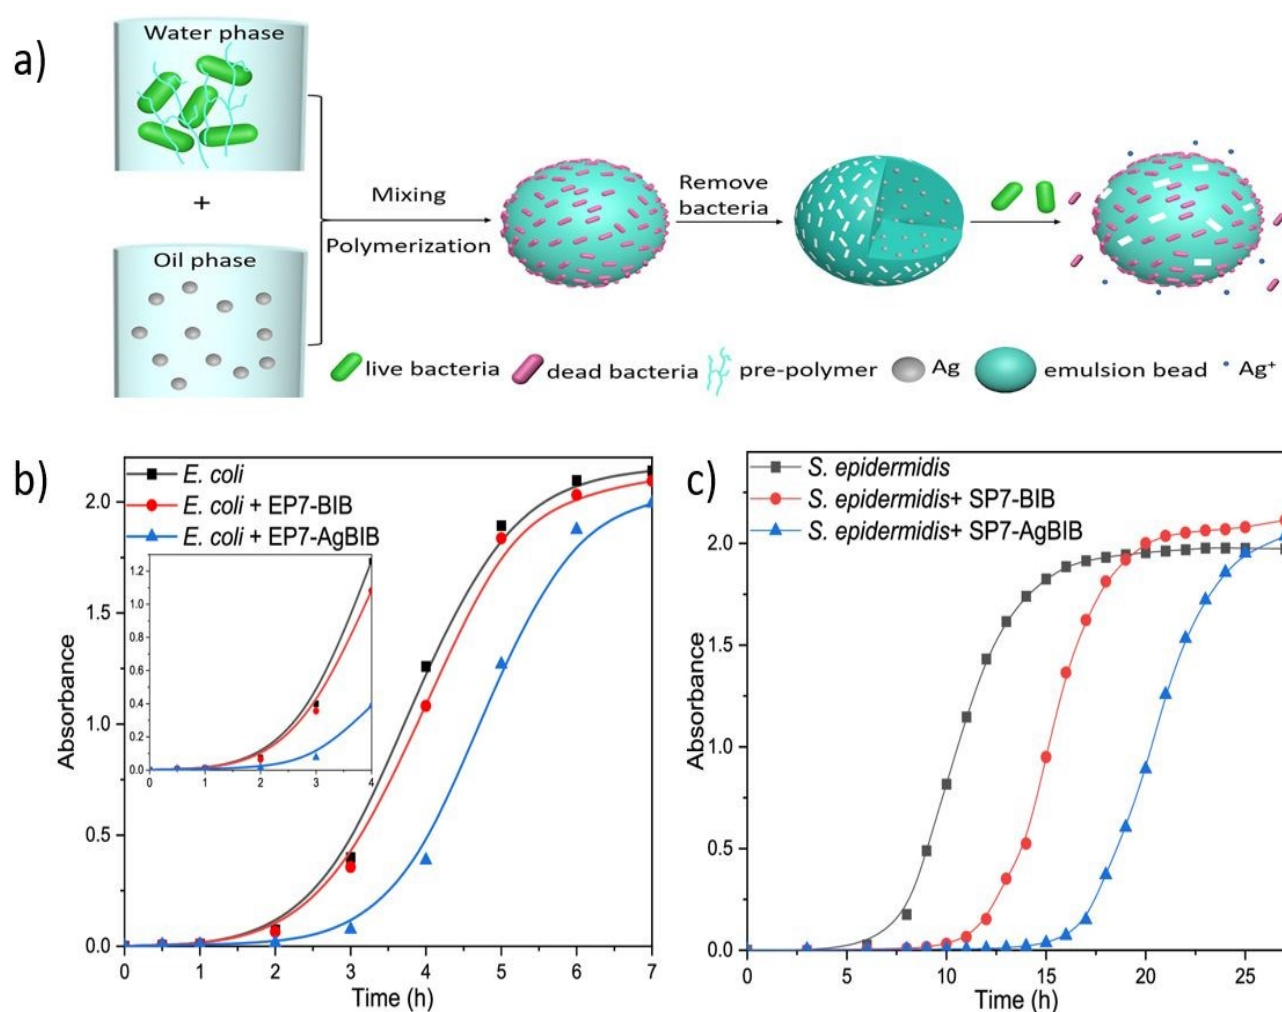 a)
Water phase
+
Oil phase
Mixing
Polymerization
Remove
bacteria
live bacteria
dead bacteria
pre-polymer
Ag
emulsion bead
Ag⁺
b)
E. coli
E. coli + EP7-BIB
E. coli + EP7-AgBIB
Absorbance
2.0
1.5
1.0
0.5
0.0
1.2
1.0
0.8
0.6
0.4
0.2
0.0
0 1 2 3 4
0 1 2 3 4 5 6 7
Time (h)
c)
S. epidermidis
S. epidermidis+ SP7-BIB
S. epidermidis+ SP7-AgBIB
Absorbance
2.0
1.5
1.0
0.5
0.0
0 5 10 15 20 25
Time (h)